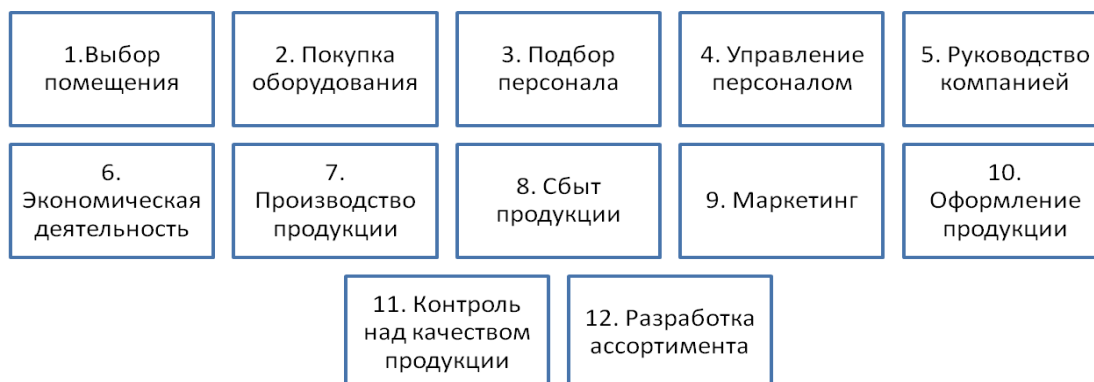 1.Выбор
помещения
2. Покупка
оборудования
3. Подбор
персонала
4. Управление
персоналом
5. Руководство
компанией
6.
Экономическая
деятельность
7.
Производство
продукции
8. Сбыт
продукции
9. Маркетинг
10.
Оформление
продукции
11. Контроль
над качеством
продукции
12. Разработка
ассортимента